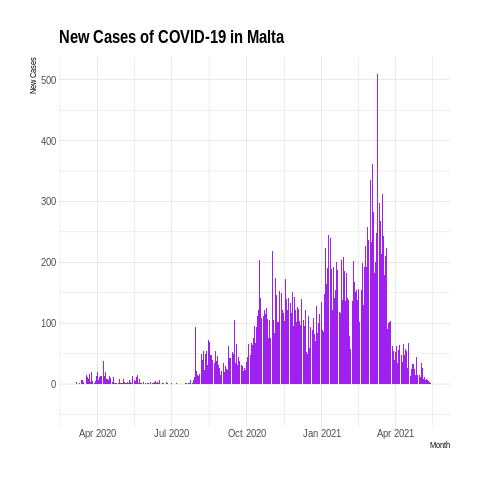 New Cases of COVID-19 in Malta
New Cases
500
400
300
200
100
0
Apr 2020
Jul 2020
Oct 2020
Jan 2021
Apr 2021
Month